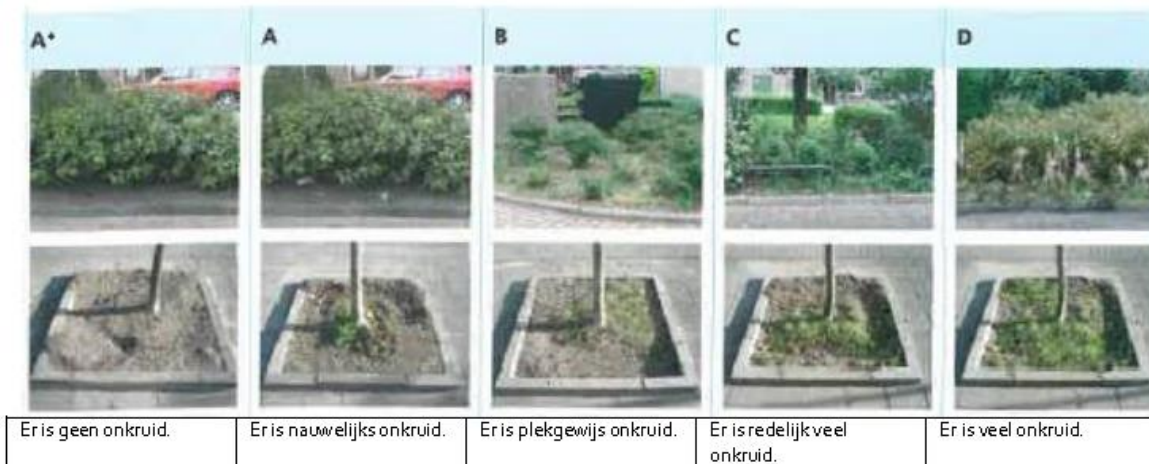 A+
A
B
C
D
Er is geen onkruid.
Er is nauwelijks onkruid.
Er is plekgewijs onkruid.
Er is redelijk veel
onkruid.
Er is veel onkruid.